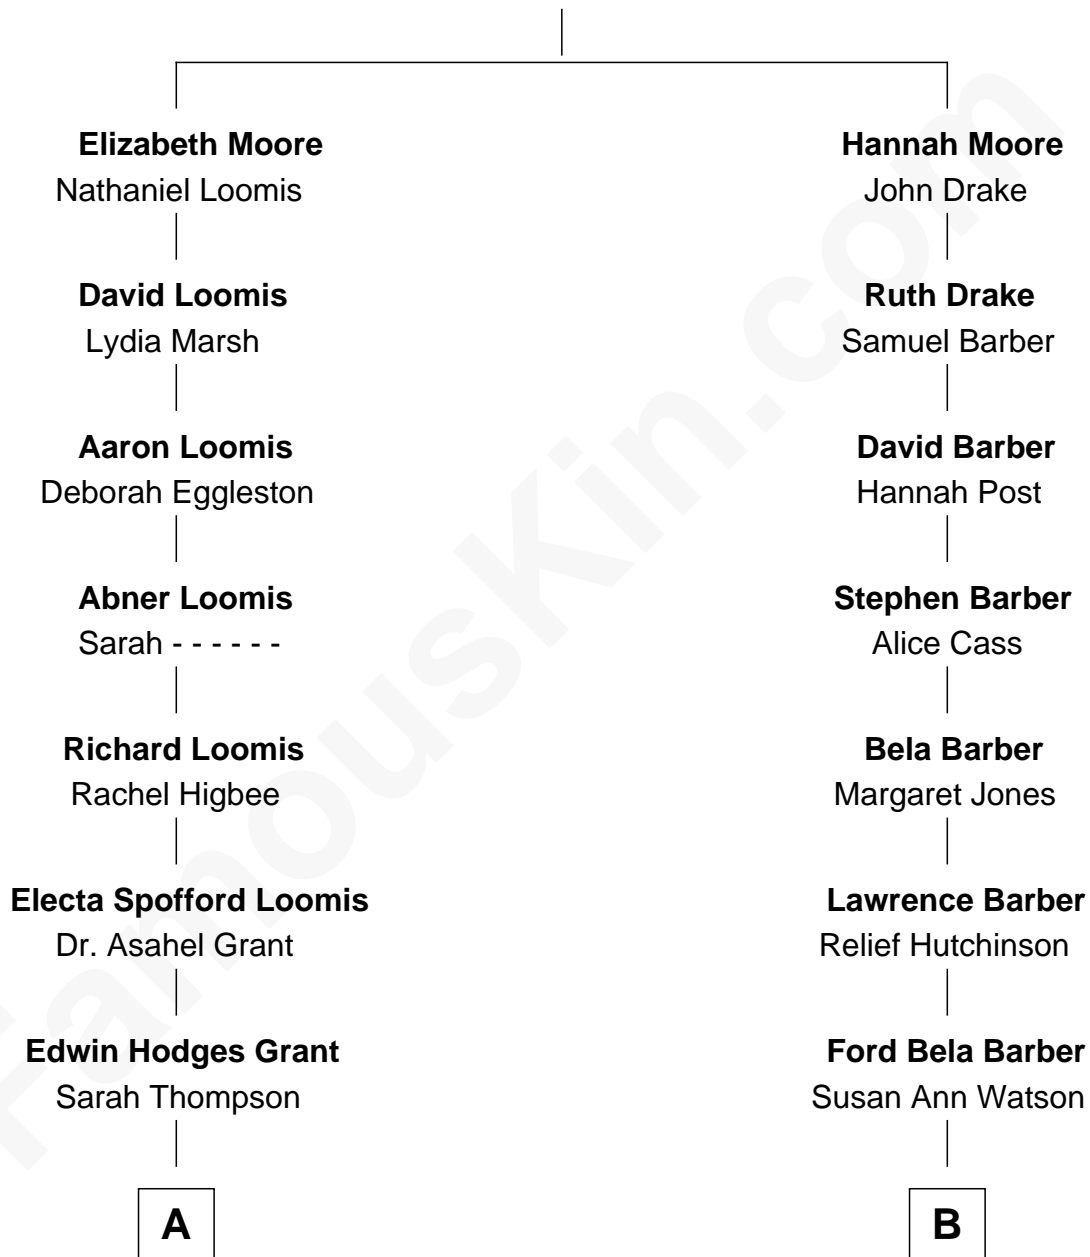 Elizabeth Moore
Nathaniel Loomis
David Loomis
Lydia Marsh
Aaron Loomis
Deborah Eggleston
Abner Loomis
Sarah - - - - - -
Richard Loomis
Rachel Higbee
Electa Spofford Loomis
Dr. Asahel Grant
Edwin Hodges Grant
Sarah Thompson
A
Hannah Moore
John Drake
Ruth Drake
Samuel Barber
David Barber
Hannah Post
Stephen Barber
Alice Cass
Bela Barber
Margaret Jones
Lawrence Barber
Relief Hutchinson
Ford Bela Barber
Susan Ann Watson
B
FamousKin.com